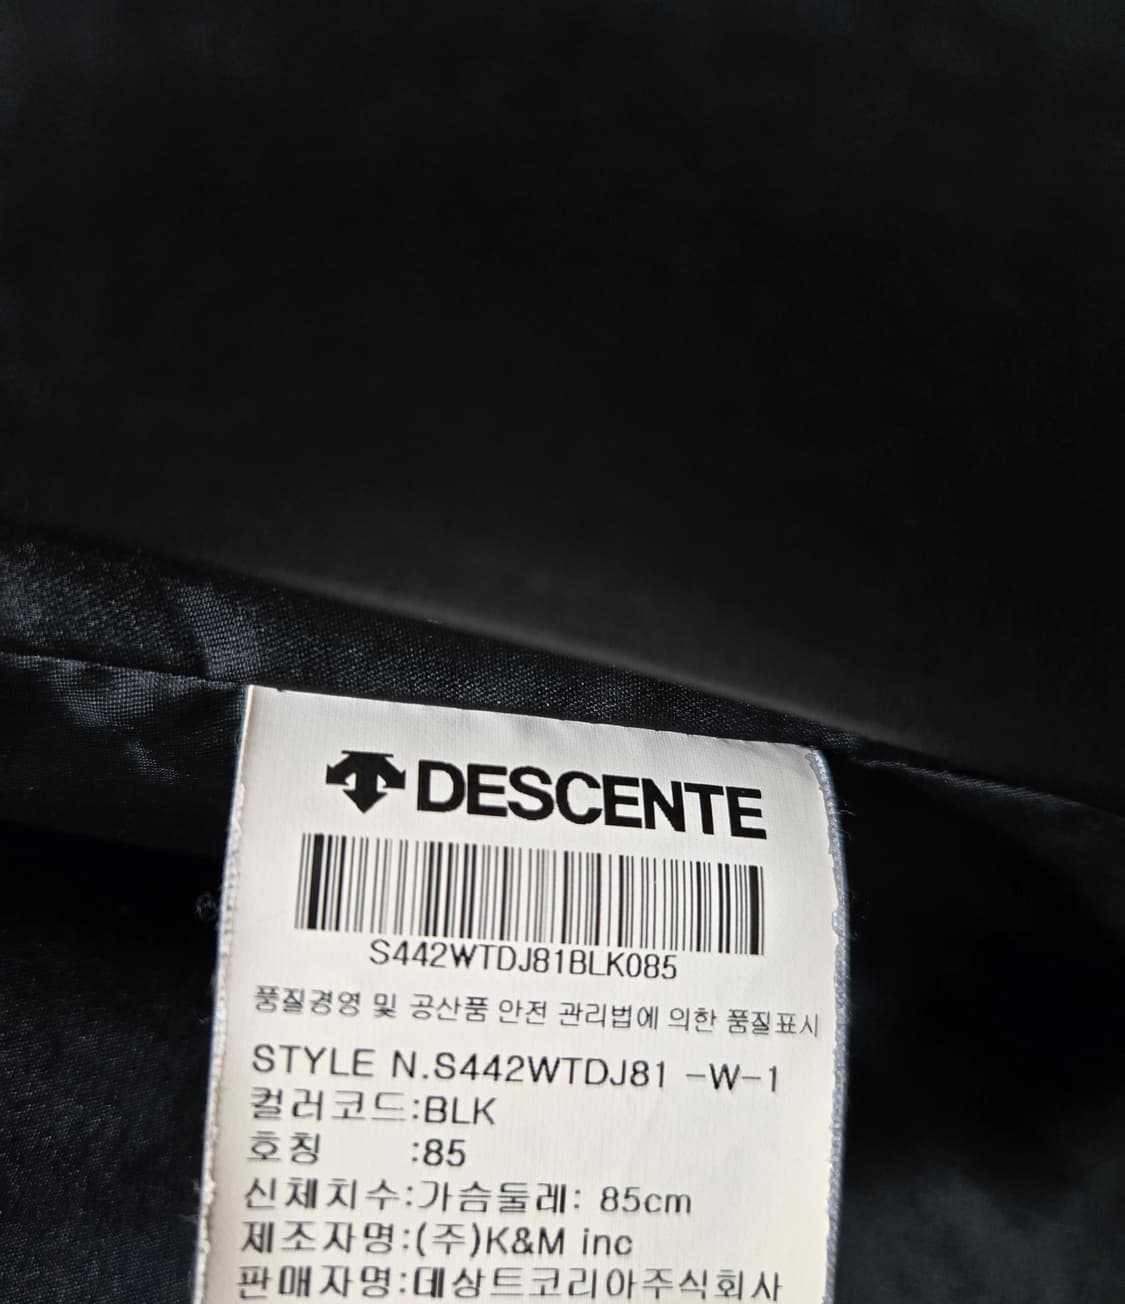 DESCENTE
S442WTDJ81BLK085
품질경영 및 공산품 안전 관리법에 의한 품질표시
STYLE N.S442WTDJ81 -W-1
컬러코드:BLK
호칭 :85
신체치수:가슴둘레: 85cm
제조자명:(주)K&M inc
판매자명:데상트코리아주식회사